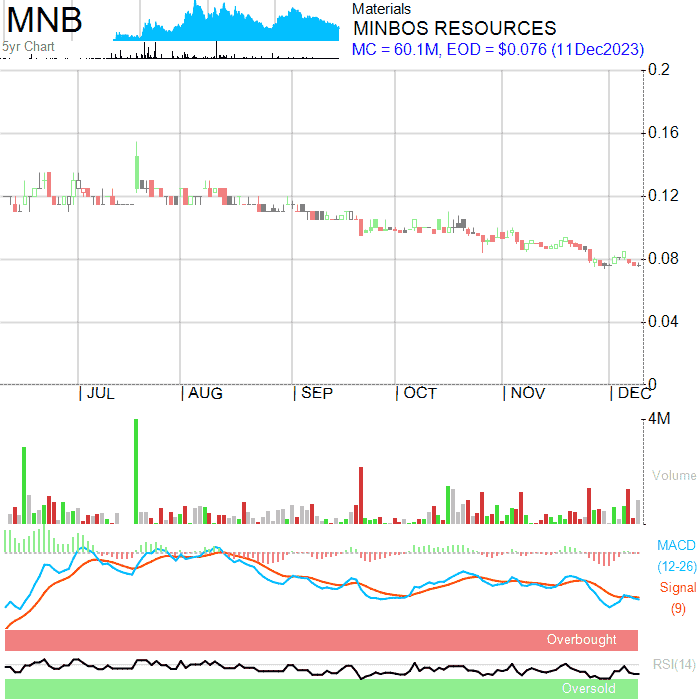 MNB
5yr Chart
Materials
MINBOS RESOURCES
MC = 60.1M, EOD = $0.076 (11Dec2023)
0.2
0.16
0.12
0.08
0.04
0
JUL AUG SEP OCT NOV DEC
4M
Volume
MACD
(12-26)
Signal
(9)
Overbought
RSI(14)
Oversold